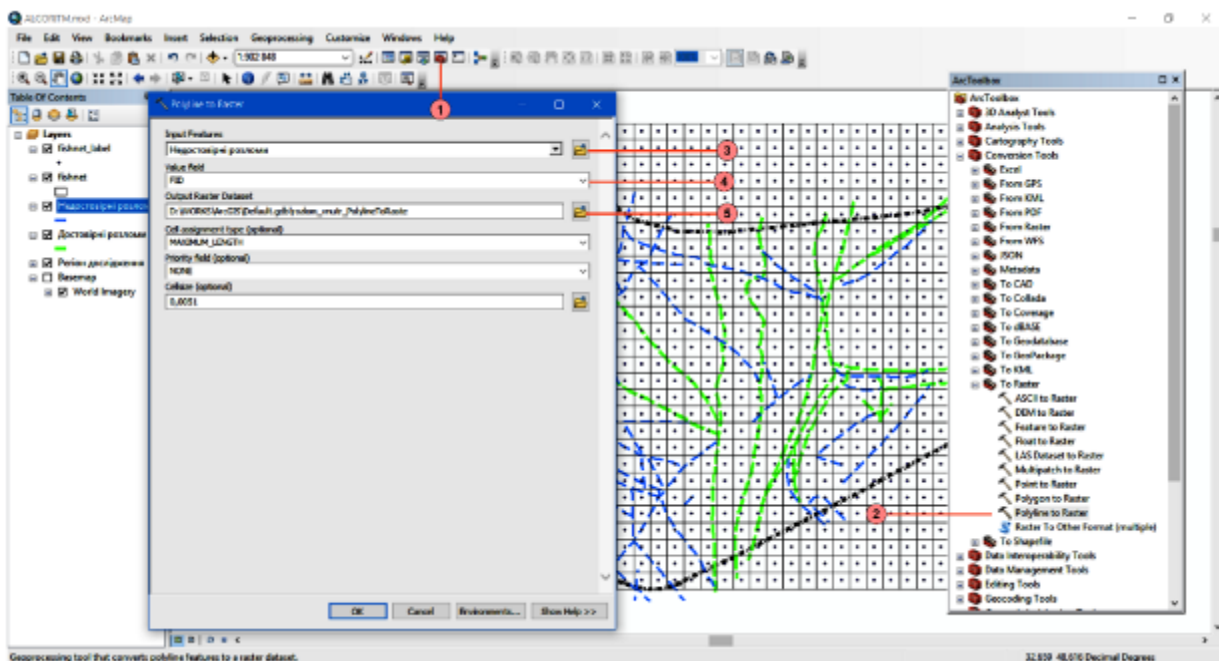 ALGORITM.mxd - ArcMap
File Edit View Bookmarks Insert Selection Geoprocessing Customize Windows Help
1:902 848
1
Table Of Contents
Layers
fishnet_label
fishnet
Недостовірні розломи
Достовірні розломи
Регіон дослідження
Basemap
World Imagery
Polyline to Raster
Input Features
Недостовірні розломи
3
Value field
FID
4
Output Raster Dataset
5
Cell assignment type (optional)
MAXIMUM_LENGTH
Priority field (optional)
NONE
Cellsize (optional)
0,0051
OK Cancel Environments... Show Help >>
2
ArcToolbox
ArcToolbox
3D Analyst Tools
Analysis Tools
Cartography Tools
Conversion Tools
Excel
From GPS
From KML
From PDF
From Raster
From WFS
JSON
Metadata
To CAD
To Collada
To Coverage
To dBASE
To Geodatabase
To GeoPackage
To KML
To Raster
ASCII to Raster
DEM to Raster
Feature to Raster
Float to Raster
LAS Dataset to Raster
Multipatch to Raster
Point to Raster
Polygon to Raster
Polyline to Raster
Raster To Other Format (multiple)
To Shapefile
Data Interoperability Tools
Data Management Tools
Editing Tools
Geocoding Tools
Geoprocessing tool that converts polyline features to a raster dataset.
32,659 48,616 Decimal Degrees